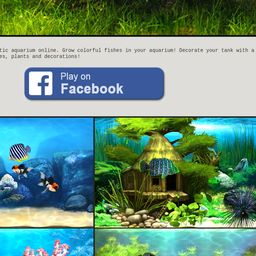 tic aquarium online. Grow colorful fishes in your aquarium! Decorate your tank with a
es, plants and decorations!
Play on
Facebook